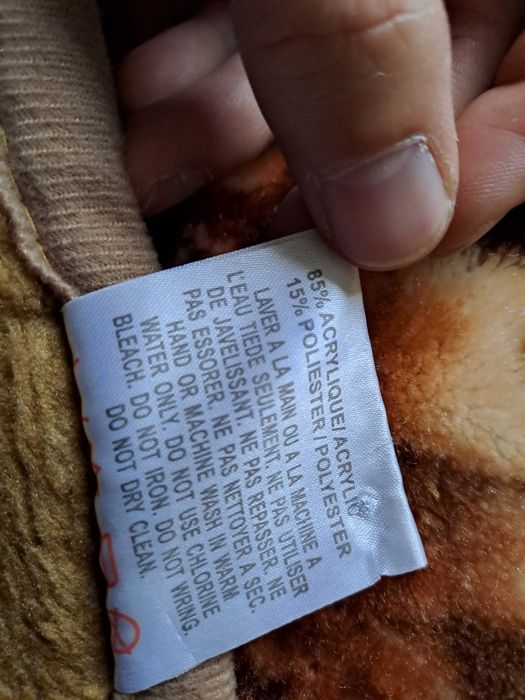 85% ACRYLIQUE/ ACRYLIC
15% POLIESTER / POLYESTER
LAVER A LA MAIN OU A LA MACHINE A
L'EAU TIEDE SEULEMENT. NE PAS UTILISER
DE JAVELISSANT NE PAS REPASSER. NE
PAS ESSORER. NE PAS NETTOYER A SEC.
HAND OR MACHINE WASH IN WARM
WATER ONLY. DO NOT USE CHLORINE
BLEACH. DO NOT IRON. DO NOT WRING.
DO NOT DRY CLEAN.